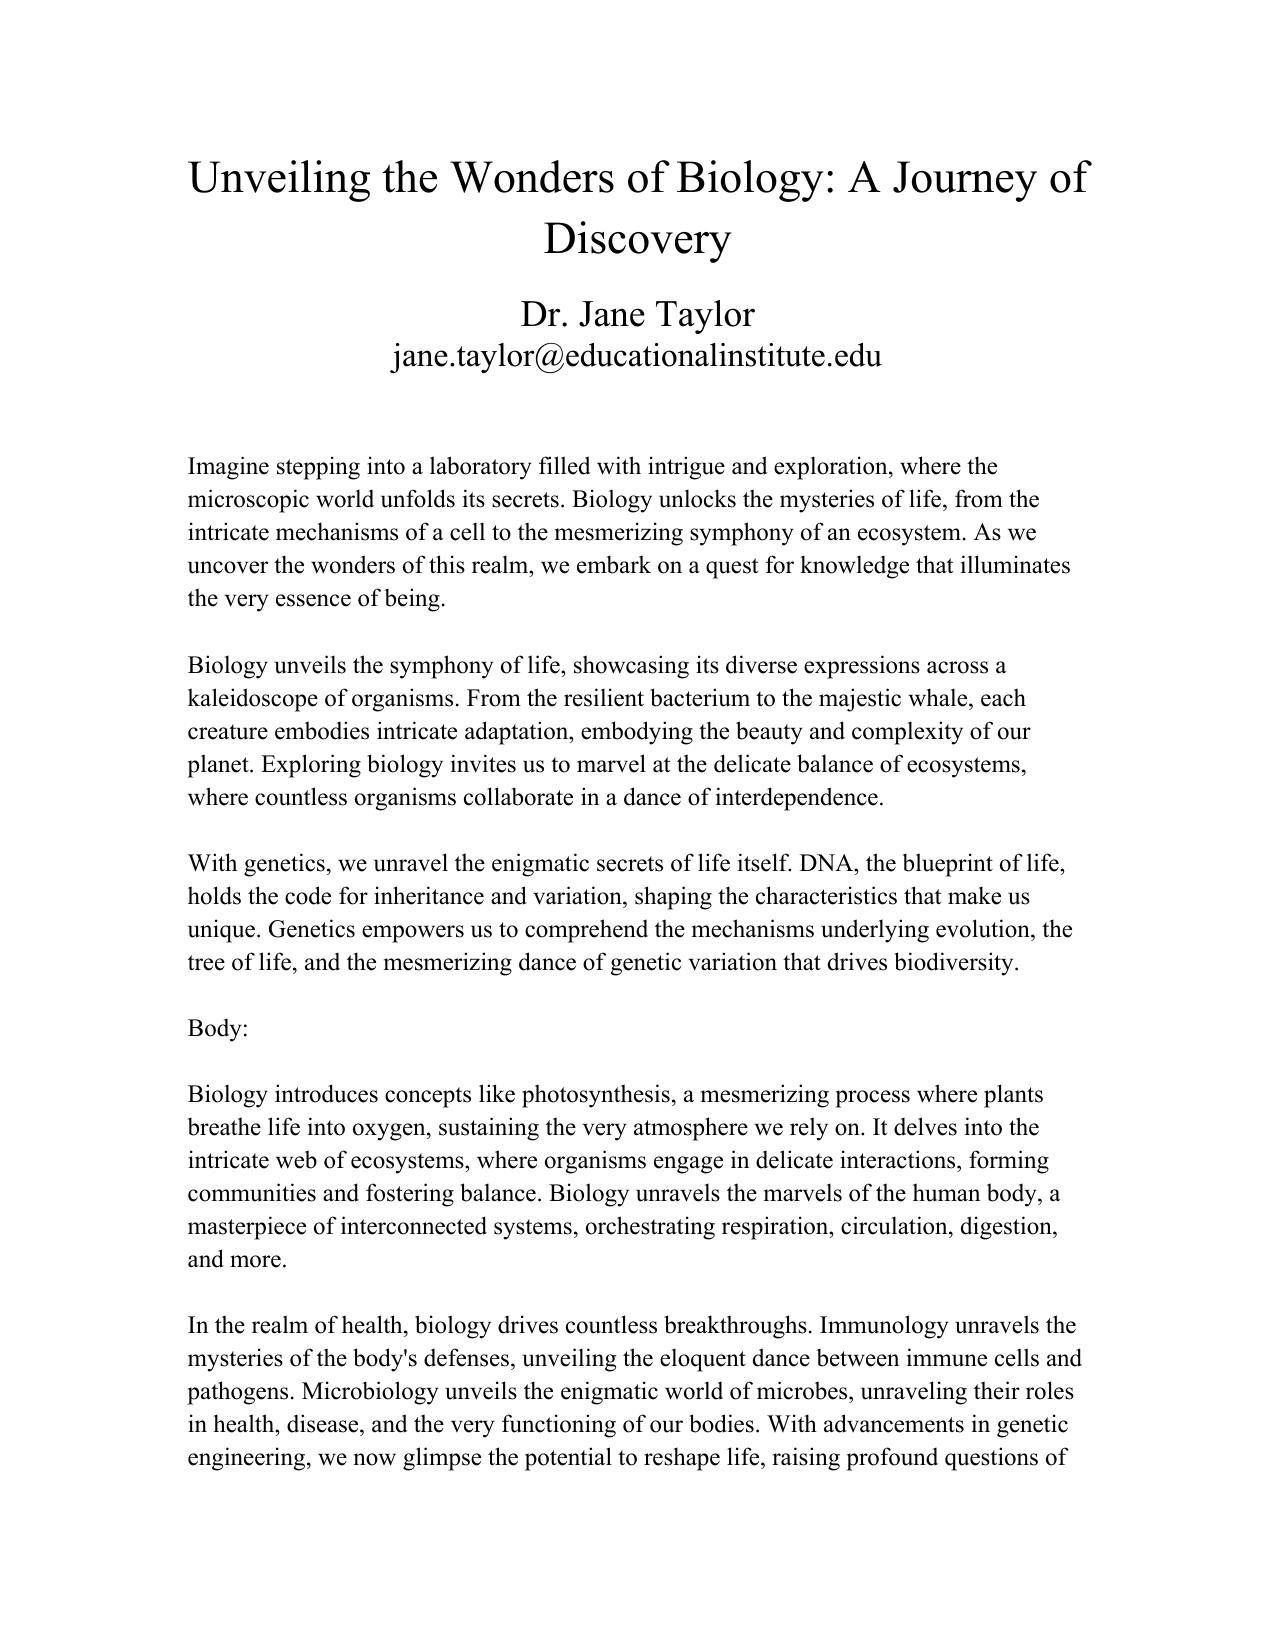 Unveiling the Wonders of Biology: A Journey of
Discovery
Dr. Jane Taylor
jane.taylor@educationalinstitute.edu
Imagine stepping into a laboratory filled with intrigue and exploration, where the
microscopic world unfolds its secrets. Biology unlocks the mysteries of life, from the
intricate mechanisms of a cell to the mesmerizing symphony of an ecosystem. As we
uncover the wonders of this realm, we embark on a quest for knowledge that illuminates
the very essence of being.
Biology unveils the symphony of life, showcasing its diverse expressions across a
kaleidoscope of organisms. From the resilient bacterium to the majestic whale, each
creature embodies intricate adaptation, embodying the beauty and complexity of our
planet. Exploring biology invites us to marvel at the delicate balance of ecosystems,
where countless organisms collaborate in a dance of interdependence.
With genetics, we unravel the enigmatic secrets of life itself. DNA, the blueprint of life,
holds the code for inheritance and variation, shaping the characteristics that make us
unique. Genetics empowers us to comprehend the mechanisms underlying evolution, the
tree of life, and the mesmerizing dance of genetic variation that drives biodiversity.
Body:
Biology introduces concepts like photosynthesis, a mesmerizing process where plants
breathe life into oxygen, sustaining the very atmosphere we rely on. It delves into the
intricate web of ecosystems, where organisms engage in delicate interactions, forming
communities and fostering balance. Biology unravels the marvels of the human body, a
masterpiece of interconnected systems, orchestrating respiration, circulation, digestion,
and more.
In the realm of health, biology drives countless breakthroughs. Immunology unravels the
mysteries of the body's defenses, unveiling the eloquent dance between immune cells and
pathogens. Microbiology unveils the enigmatic world of microbes, unraveling their roles
in health, disease, and the very functioning of our bodies. With advancements in genetic
engineering, we now glimpse the potential to reshape life, raising profound questions of